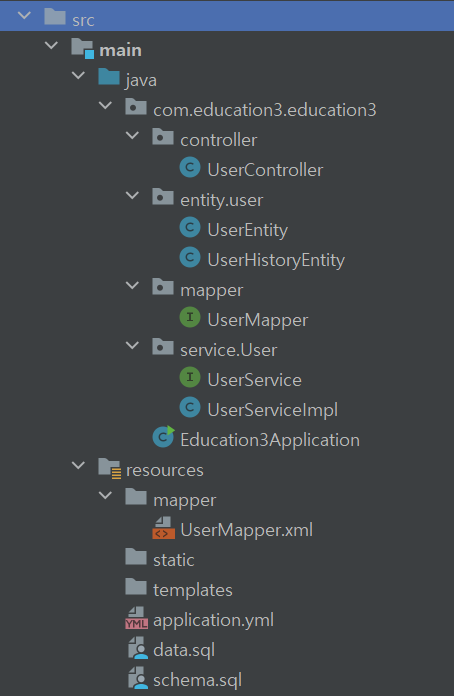 src
main
java
com.education3.education3
controller
C UserController
entity.user
C UserEntity
C UserHistoryEntity
mapper
I UserMapper
service.User
I UserService
C UserServiceImpl
C Education3Application
resources
mapper
<> UserMapper.xml
static
templates
YML application.yml
data.sql
schema.sql